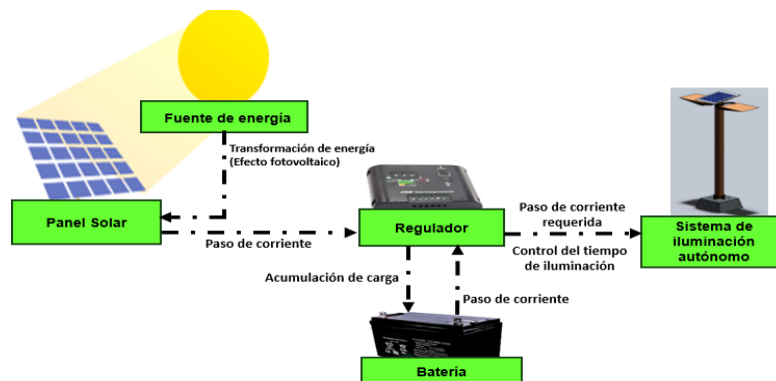 Fuente de energía
Transformación de energía
(Efecto fotovoltaico)
Panel Solar
Paso de corriente
Regulador
Paso de corriente
requerida
Control del tiempo
de iluminación
Sistema de
iluminación
autónomo
Acumulación de carga
Paso de corriente
Batería